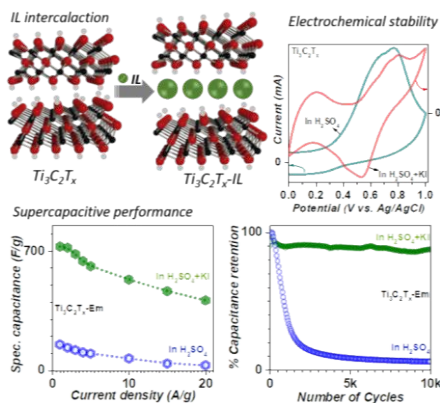 IL intercalaction
IL
Ti₃C₂Tₓ
Ti₃C₂Tₓ-IL
Electrochemical stability
Ti₃C₂Tₓ
In H₂SO₄
In H₂SO₄+KI
Current (mA)
0
0
0.0 0.2 0.4 0.6 0.8 1.0
Potential (V vs. Ag/AgCl)
Supercapacitive performance
Spec. capacitance (F/g)
700
0
In H₂SO₄+KI
Ti₃C₂Tₓ-Em
In H₂SO₄
0 5 10 15 20
Current density (A/g)
% Capacitance retention
100
0
In H₂SO₄+KI
Ti₃C₂Tₓ-Em
In H₂SO₄
0 5k 10k
Number of Cycles